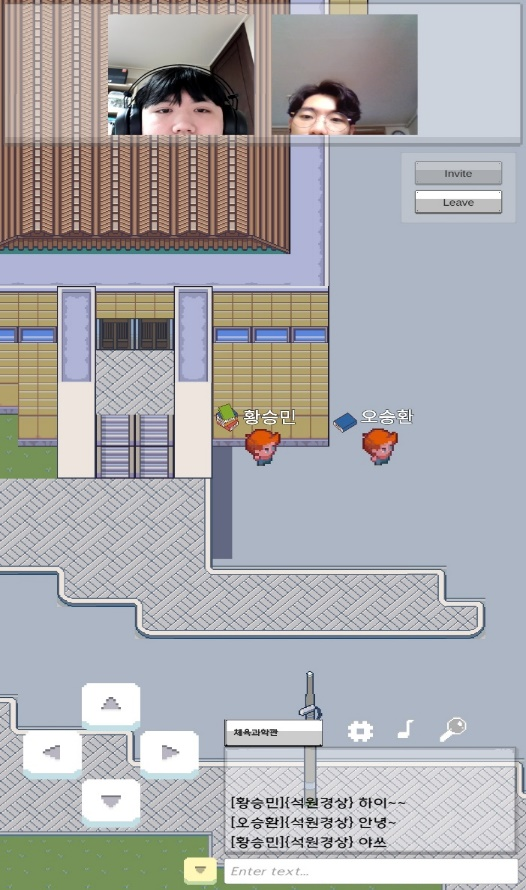 Invite
Leave
황승민 오승환
체육과학관
[황승민]{석원경상} 하이~~
[오승환]{석원경상} 안녕~
[황승민]{석원경상} 야쓰
Enter text...